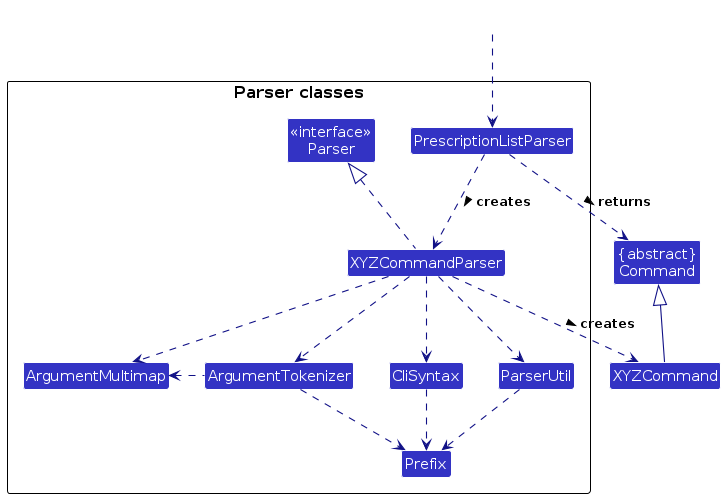 Parser classes
«interface»
Parser
PrescriptionListParser
creates
returns
{abstract}
Command
XYZCommandParser
creates
ArgumentMultimap
ArgumentTokenizer
CliSyntax
ParserUtil
XYZCommand
Prefix